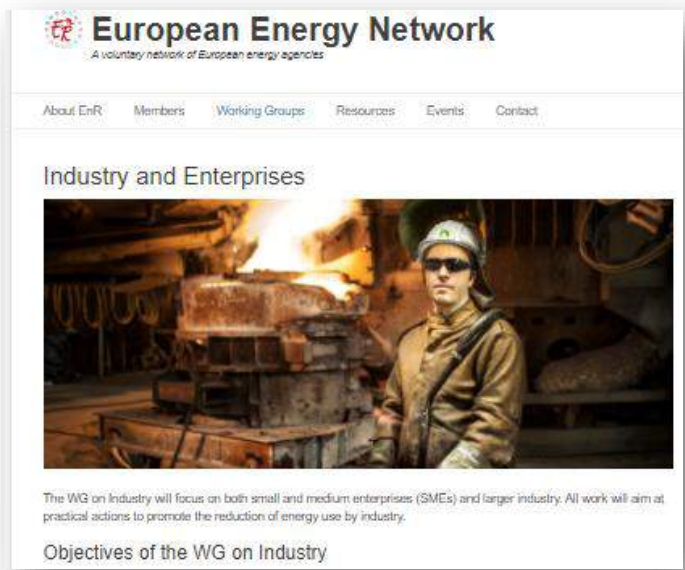 European Energy Network
A voluntary network of European energy agencies
About EnR Members Working Groups Resources Events Contact
Industry and Enterprises
The WG on Industry will focus on both small and medium enterprises (SMEs) and larger industry. All work will aim at
practical actions to promote the reduction of energy use by industry.
Objectives of the WG on Industry